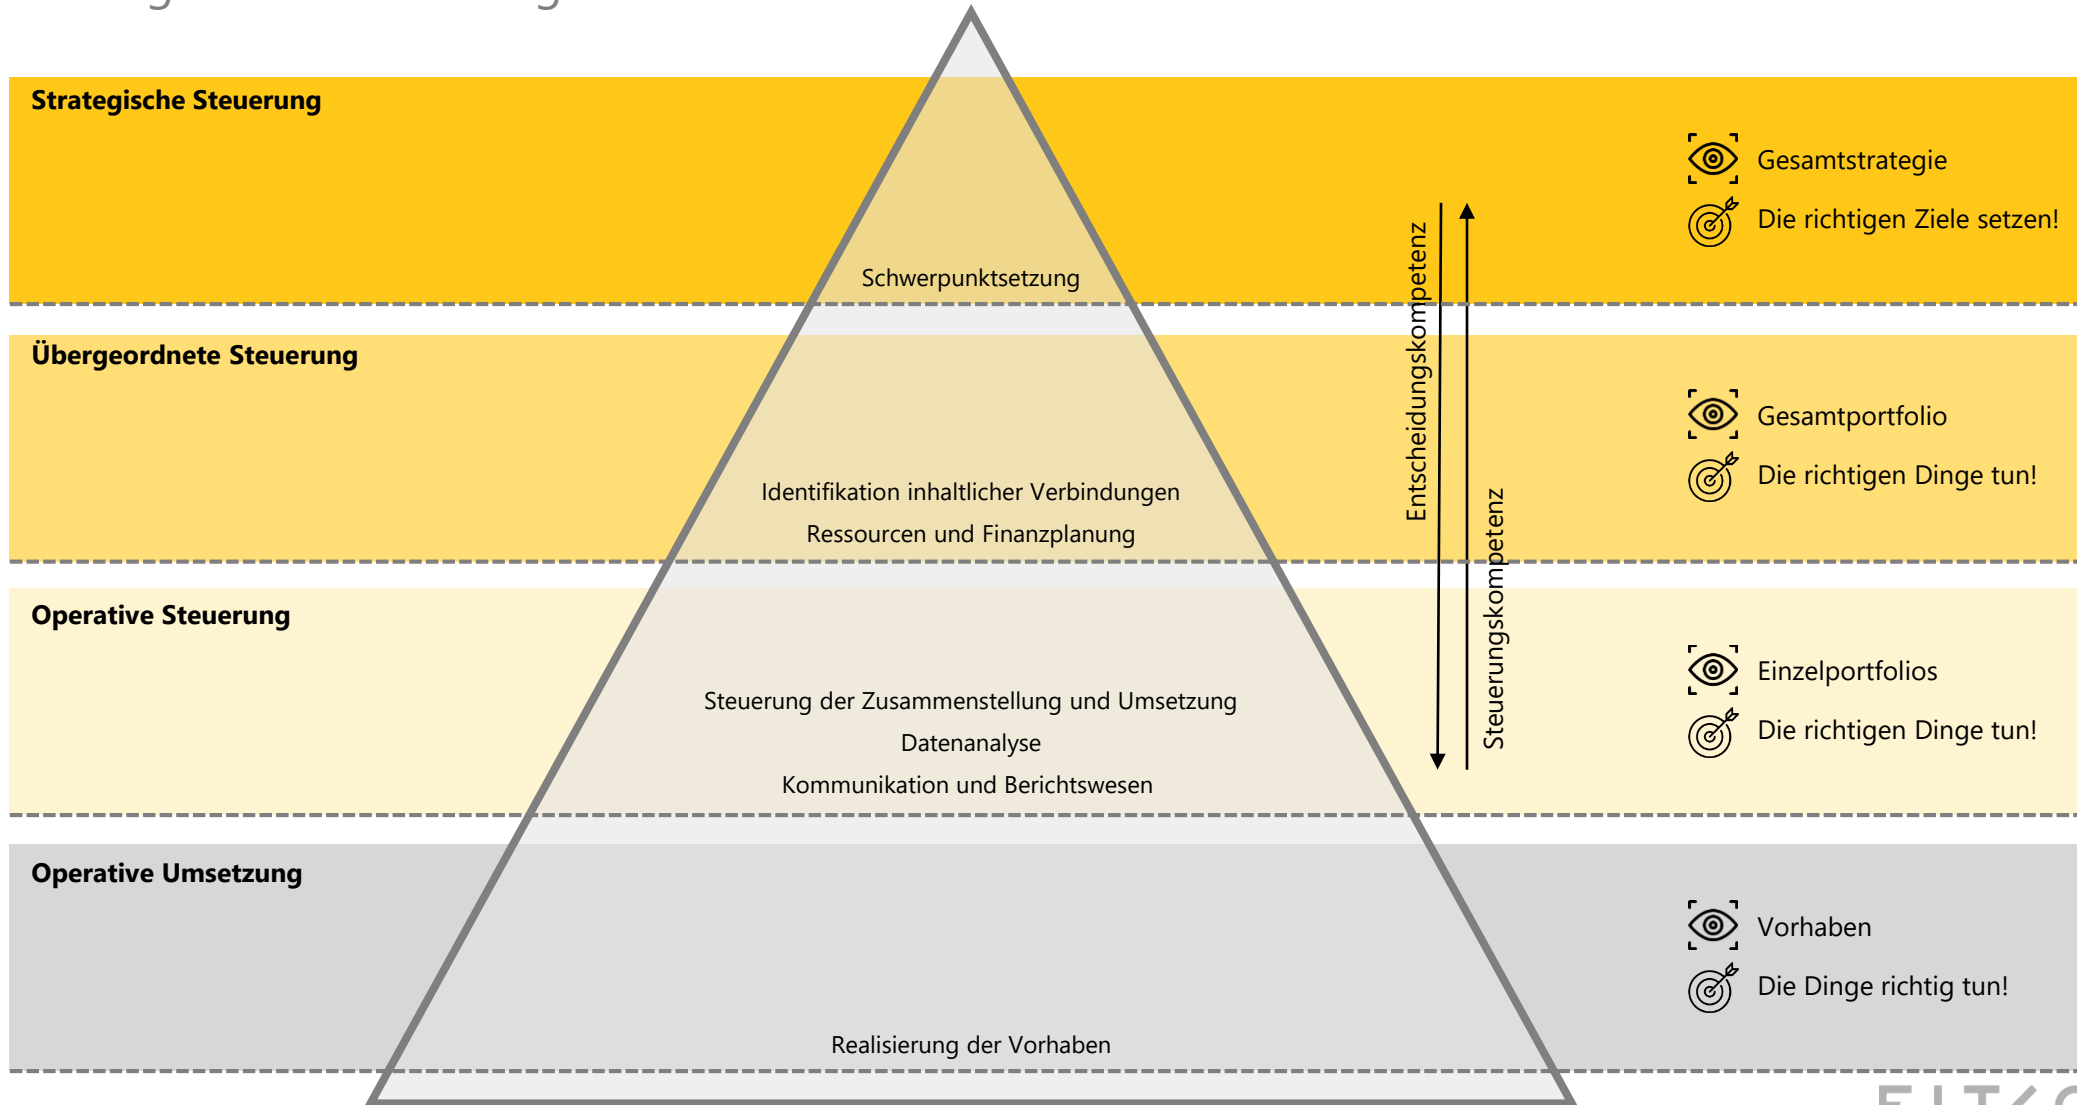 Strategische Steuerung
Gesamtstrategie
Die richtigen Ziele setzen!
Schwerpunktsetzung
Entscheidungskompetenz
Übergeordnete Steuerung
Gesamtportfolio
Die richtigen Dinge tun!
Identifikation inhaltlicher Verbindungen
Ressourcen und Finanzplanung
Steuerungskompetenz
Operative Steuerung
Einzelportfolios
Die richtigen Dinge tun!
Steuerung der Zusammenstellung und Umsetzung
Datenanalyse
Kommunikation und Berichtswesen
Operative Umsetzung
Vorhaben
Die Dinge richtig tun!
Realisierung der Vorhaben